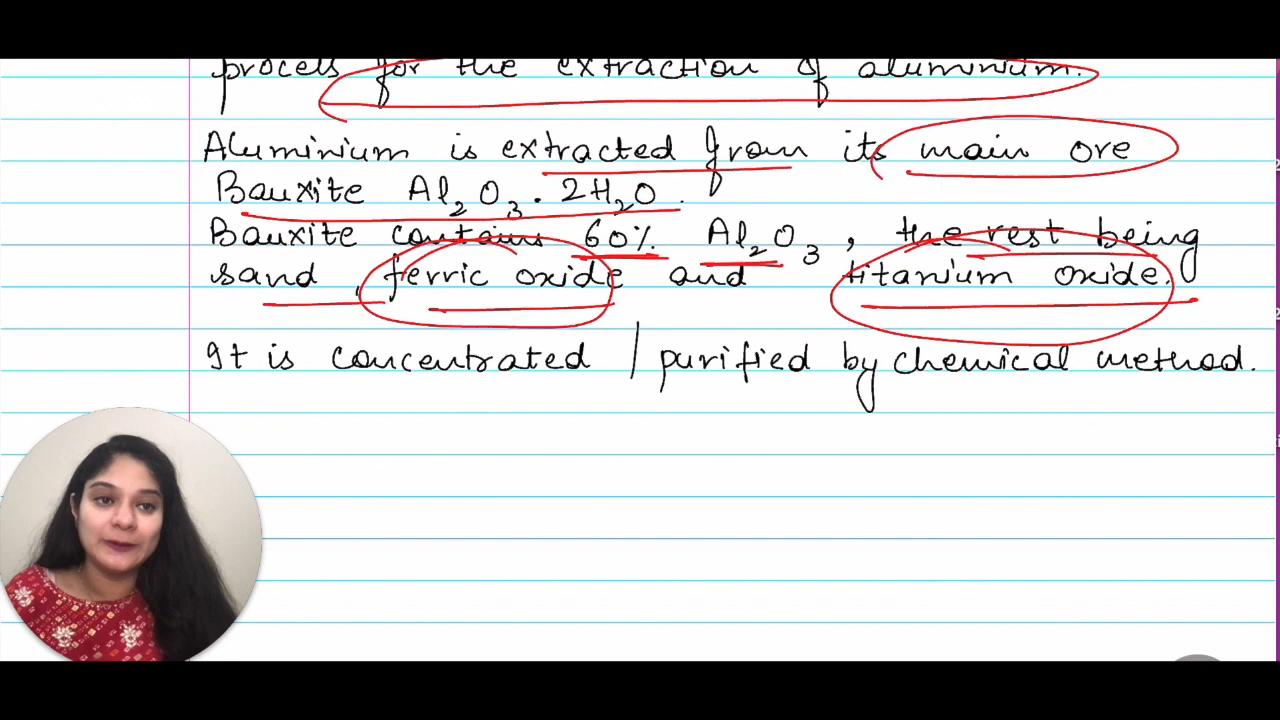 process for the extraction of aluminium.
Aluminium is extracted from its main ore
Bauxite Al₂O₃. 2H₂O.
Bauxite contains 60% Al₂O₃, the rest being
sand, ferric oxide and titanium oxide.
It is concentrated / purified by chemical method.